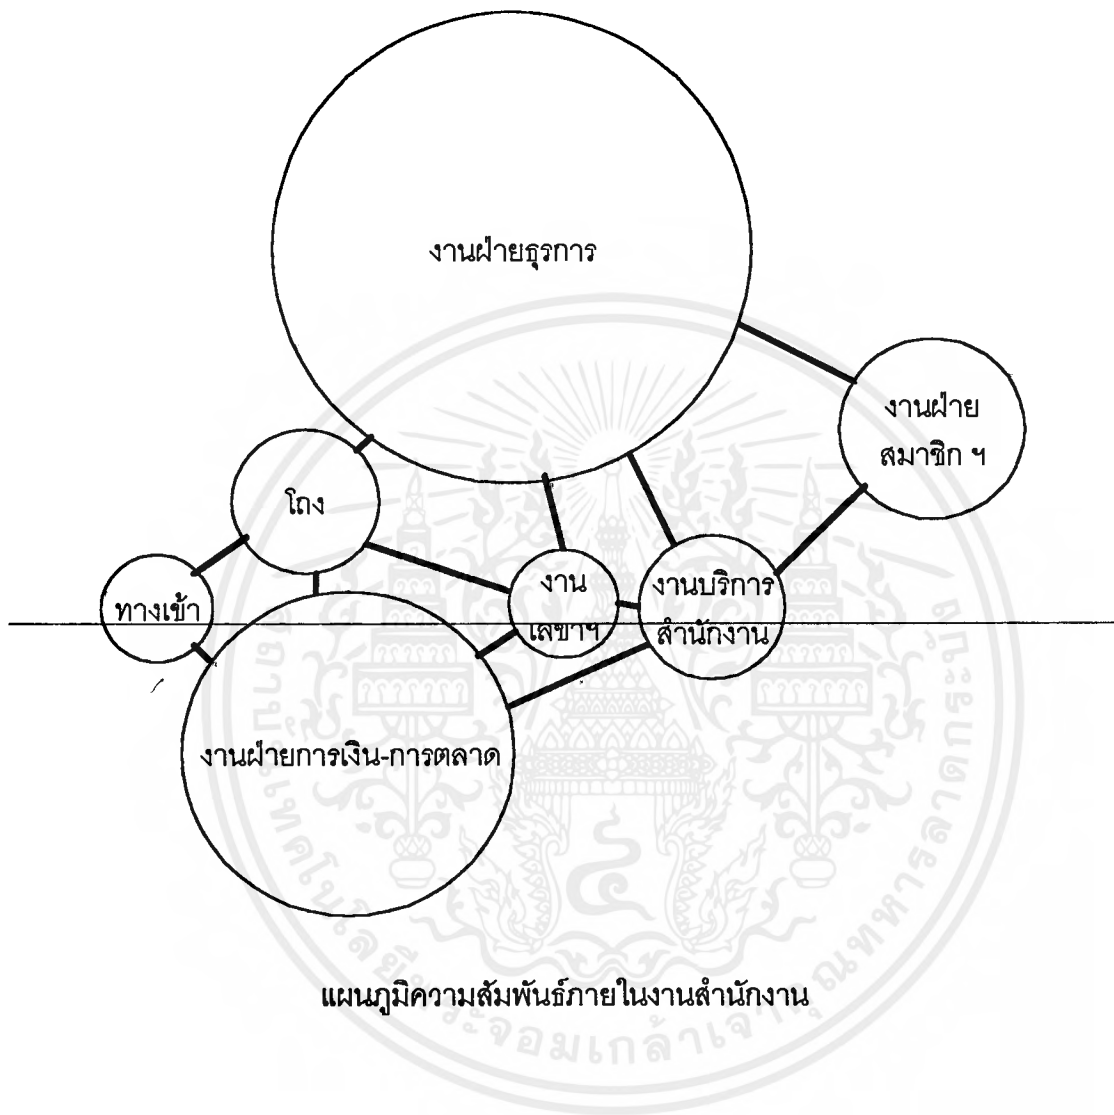 งานฝ่ายธุรการ
งานฝ่าย
สมาชิก ฯ
โถง
ทางเข้า
งาน
เลขาฯ
งานบริการ
สำนักงาน
งานฝ่ายการเงิน-การตลาด
แผนภูมิความสัมพันธ์ภายในงานสำนักงาน